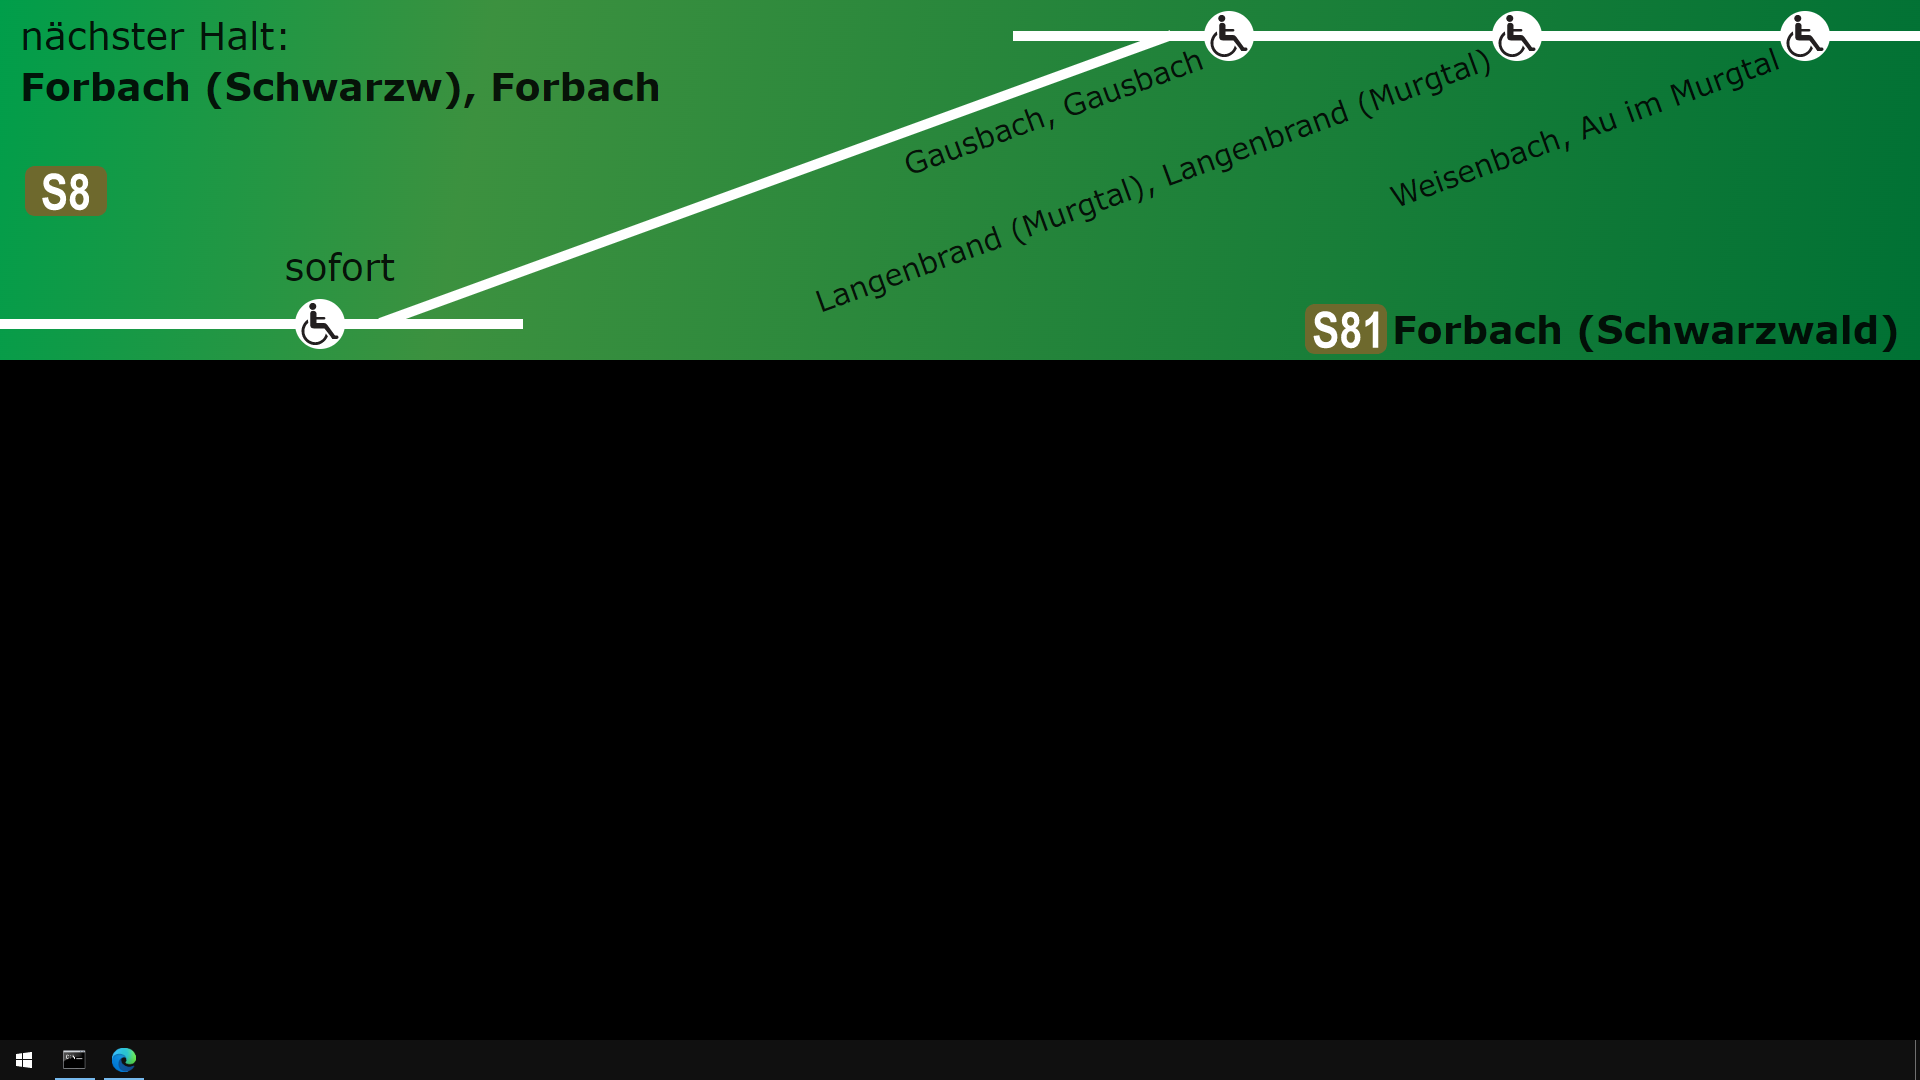 nächster Halt:
Forbach (Schwarzw), Forbach
S8
sofort
Gausbach, Gausbach
Langenbrand (Murgtal), Langenbrand (Murgtal)
Weisenbach, Au im Murgtal
S81 Forbach (Schwarzwald)